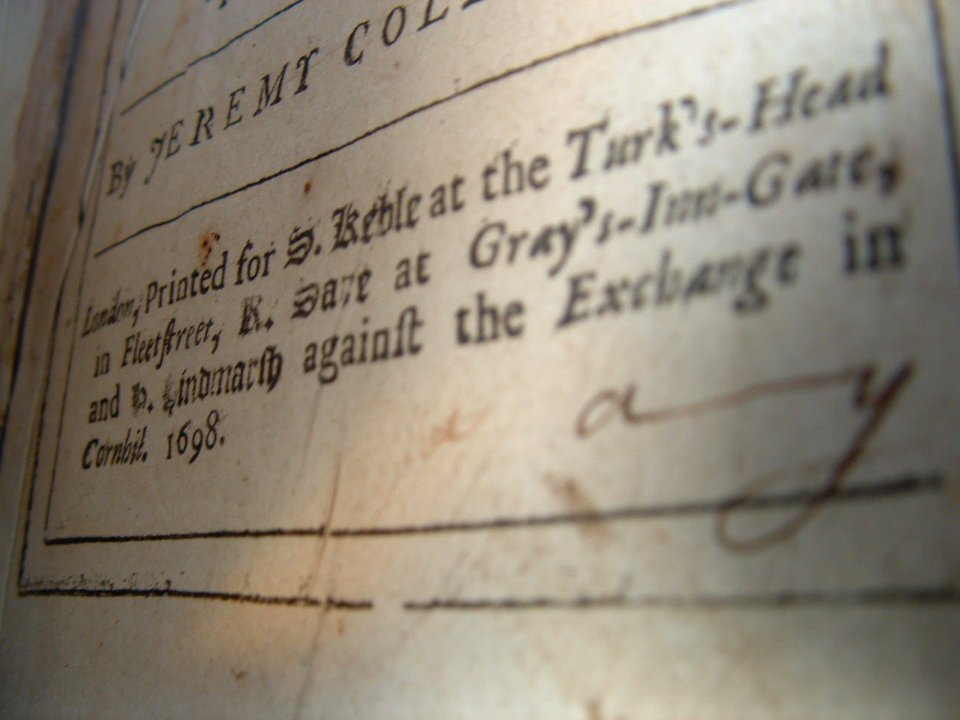 By JEREMY COLL
London, Printed for S. Keble at the Turk's-Head
in Fleetstreet, R. Sare at Gray's-Inn-Gate,
and H. Hindmarsh against the Exchange in
Cornhil. 1698.
a y